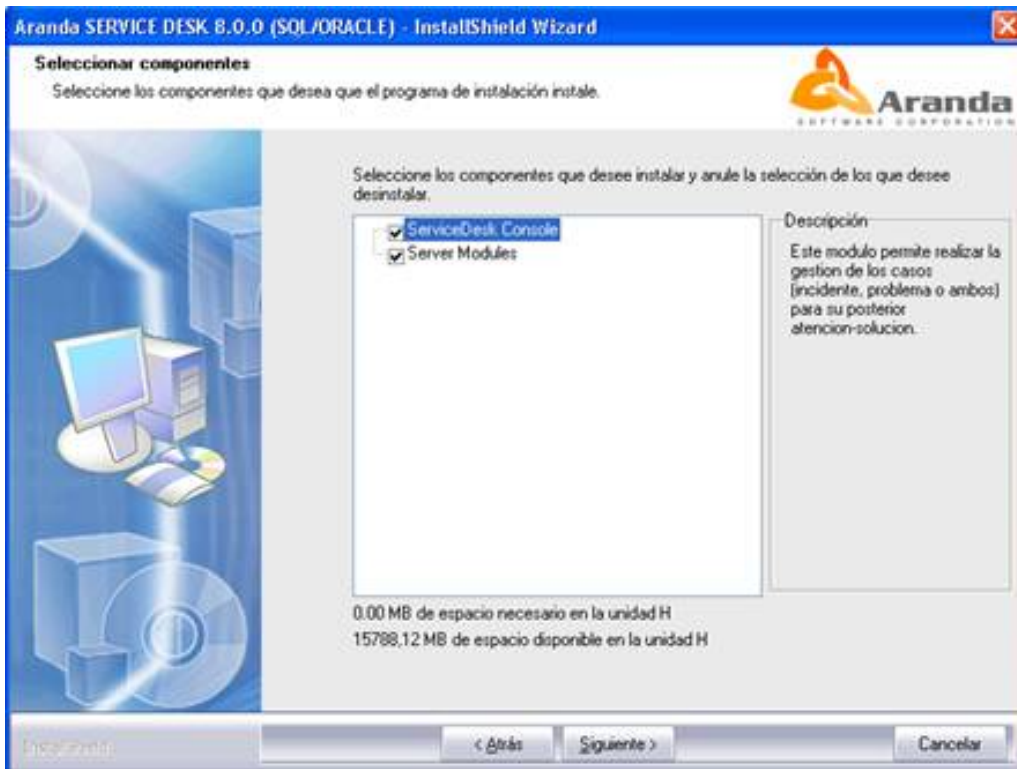 Aranda SERVICE DESK 8.0.0 (SQL/ORACLE) - InstallShield Wizard
Seleccionar componentes
Seleccione los componentes que desea que el programa de instalación instale.
Aranda
SOFTWARE CORPORATION
Seleccione los componentes que desee instalar y anule la selección de los que desee
desinstalar.
ServiceDesk Console
Server Modules
Descripción
Este modulo permite realizar la
gestion de los casos
(incidente, problema o ambos)
para su posterior
atencion-solucion.
0.00 MB de espacio necesario en la unidad H
15788,12 MB de espacio disponible en la unidad H
InstallShield
< Atrás
Siguiente >
Cancelar